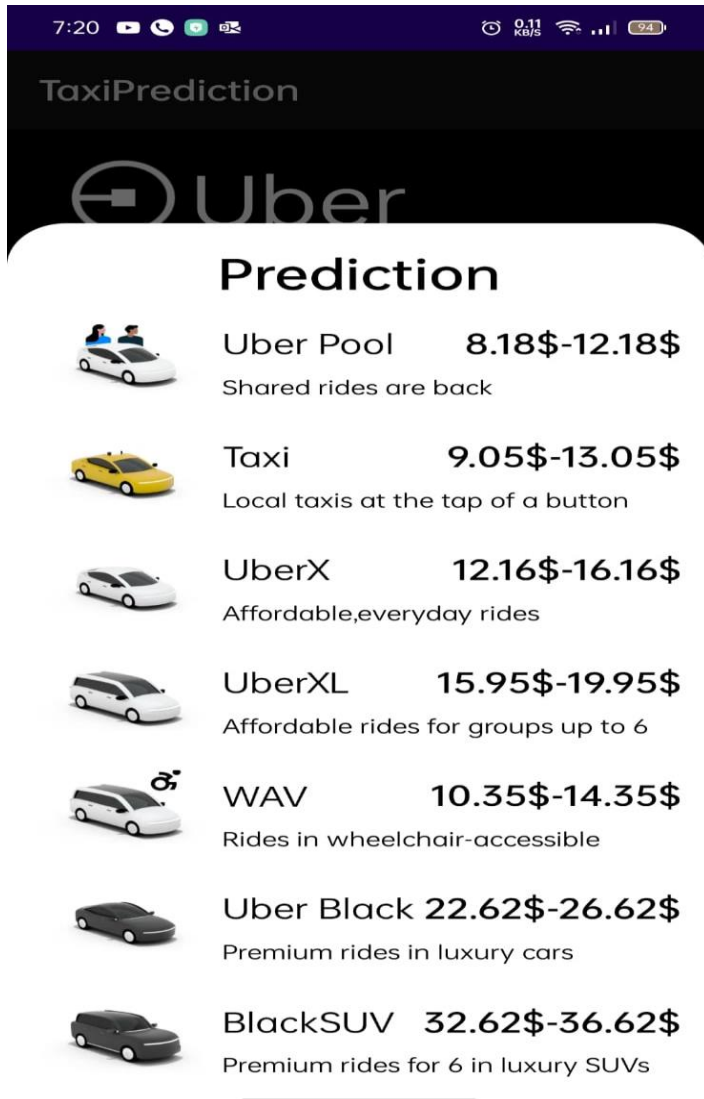 7:20 0.11 KB/S 94
TaxiPrediction
Uber
Prediction
Uber Pool 8.18$-12.18$
Shared rides are back
Taxi 9.05$-13.05$
Local taxis at the tap of a button
UberX 12.16$-16.16$
Affordable,everyday rides
UberXL 15.95$-19.95$
Affordable rides for groups up to 6
WAV 10.35$-14.35$
Rides in wheelchair-accessible
Uber Black 22.62$-26.62$
Premium rides in luxury cars
BlackSUV 32.62$-36.62$
Premium rides for 6 in luxury SUVs